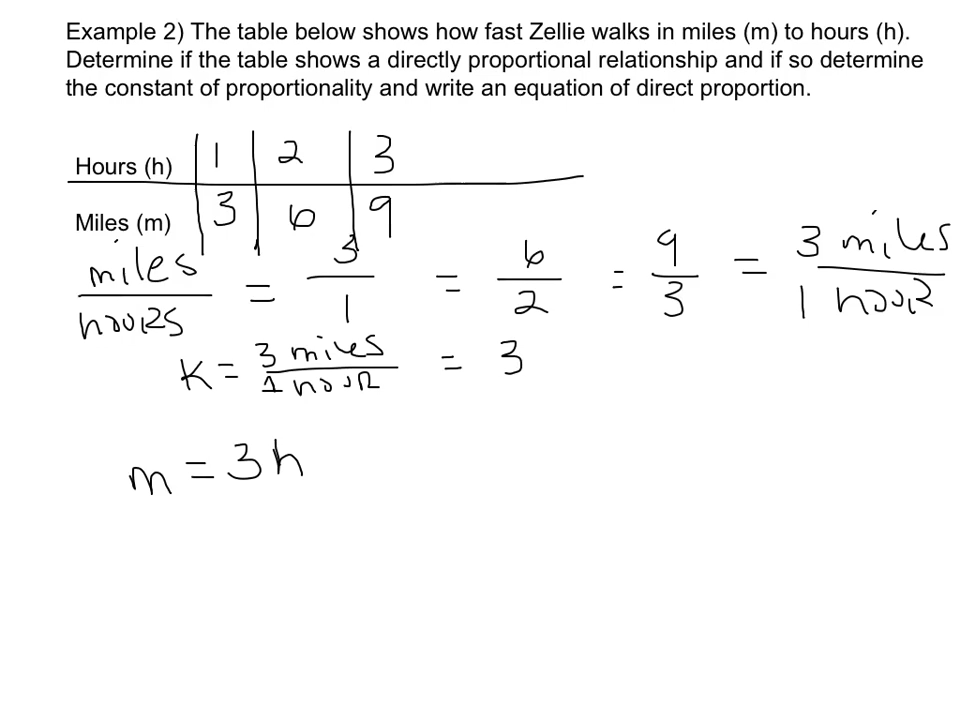 Example 2) The table below shows how fast Zellie walks in miles (m) to hours (h).
Determine if the table shows a directly proportional relationship and if so determine
the constant of proportionality and write an equation of direct proportion.
Hours (h) | 1 | 2 | 3
Miles (m) | 3 | 6 | 9
miles/hours = 3/1 = 6/2 = 9/3 = 3 miles/1 hour
K = 3 miles/1 hour = 3
m = 3h